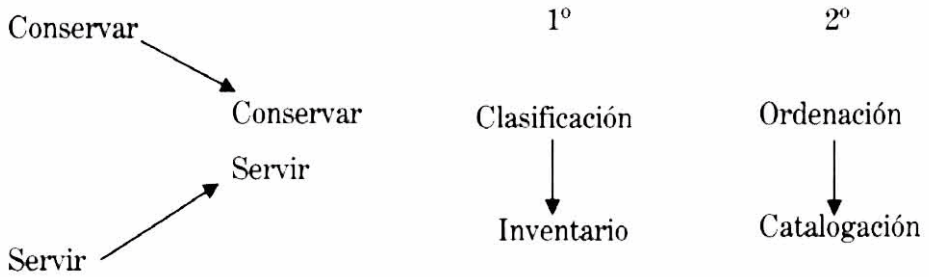 Conservar 1º 2º
Conservar Clasificación Ordenación
Servir
Inventario Catalogación
Servir